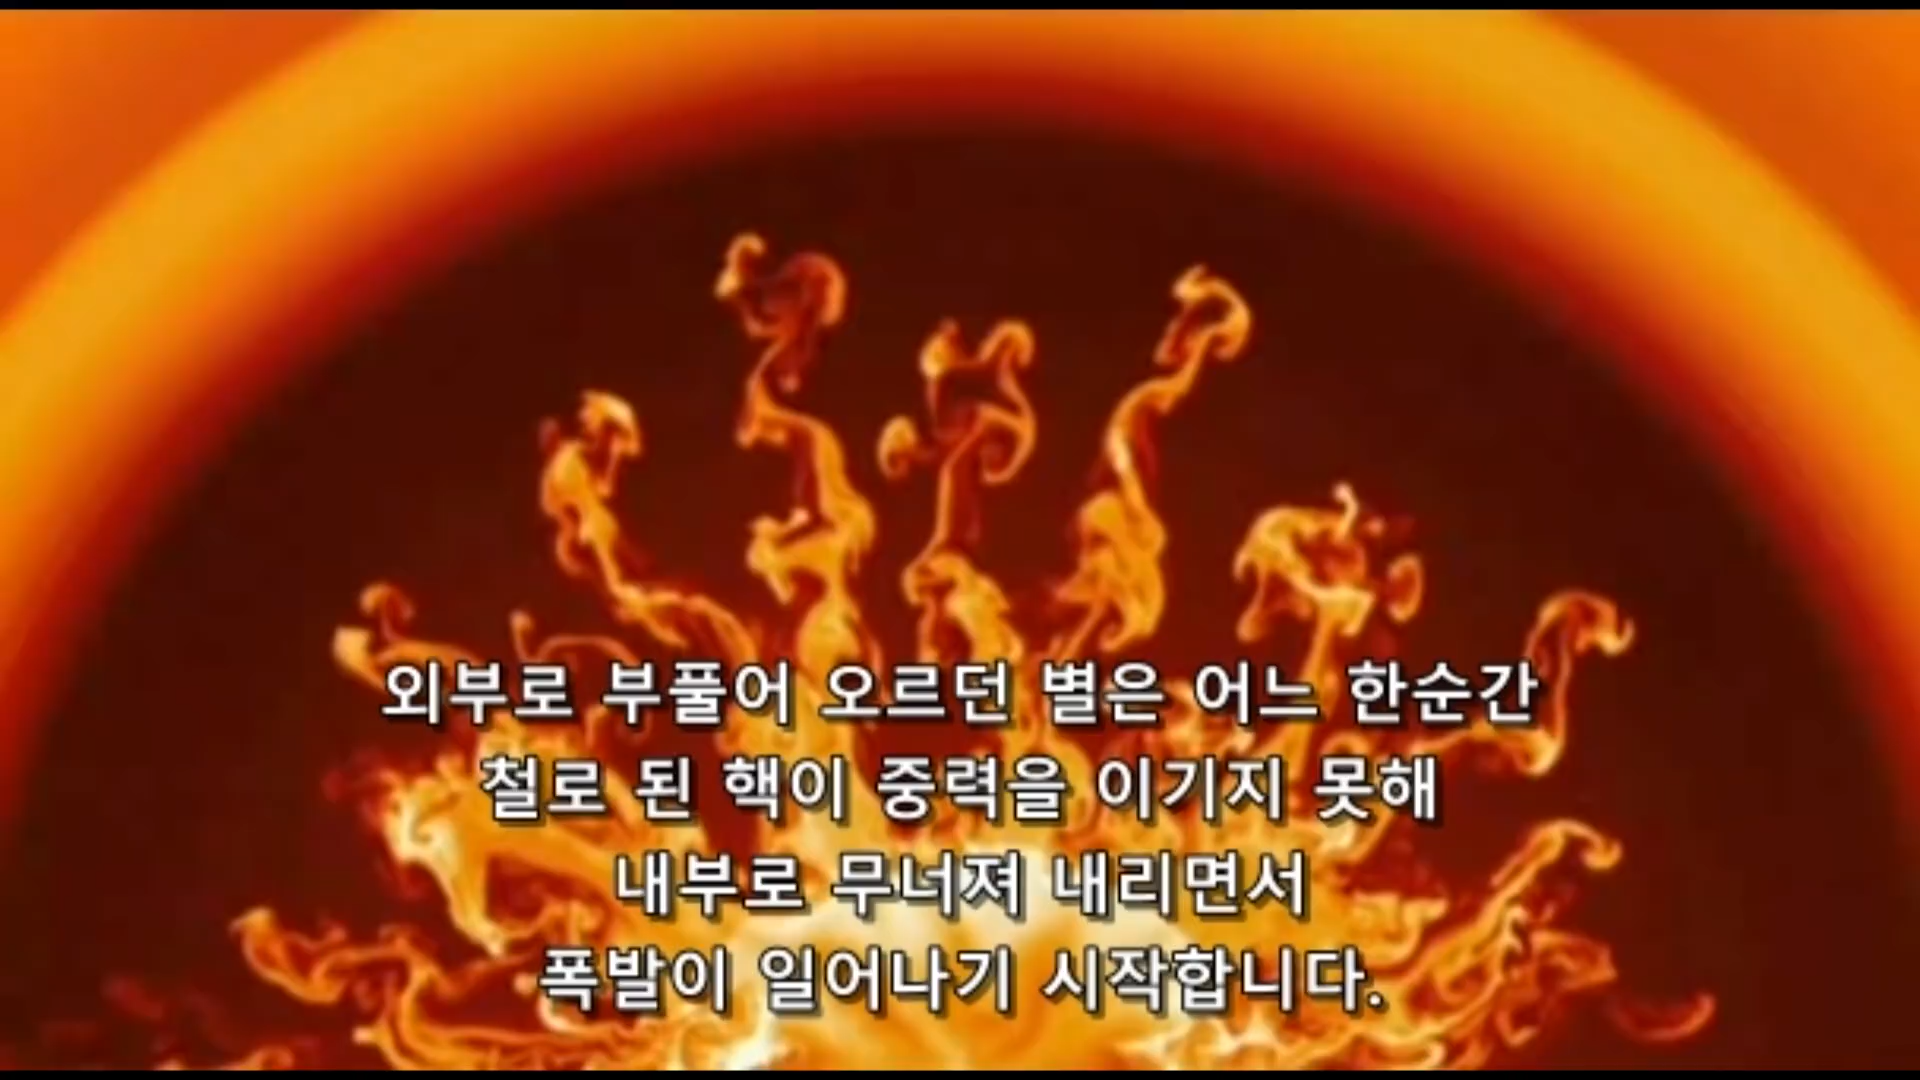 외부로 부풀어 오르던 별은 어느 한순간
철로 된 핵이 중력을 이기지 못해
내부로 무너져 내리면서
폭발이 일어나기 시작합니다.